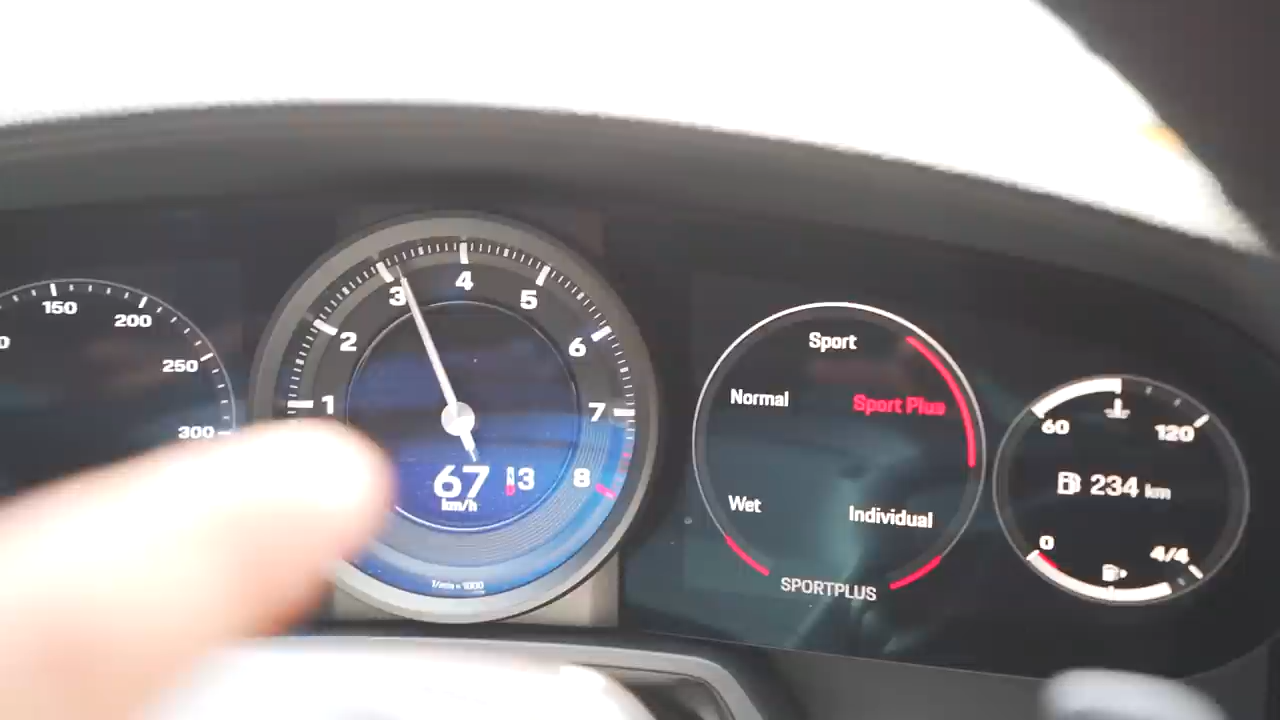 150
200
250
300
1
2
3
4
5
6
7
8
67
km/h
3
1/min × 1000
Sport
Normal
Sport Plus
Wet
Individual
SPORTPLUS
60
120
234 km
0
4/4